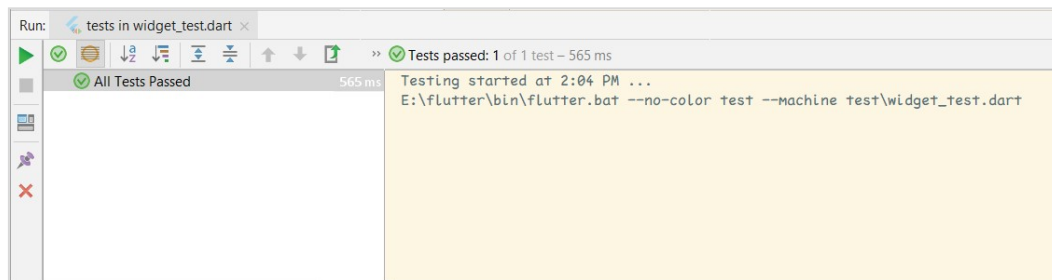 Run: tests in widget_test.dart
Tests passed: 1 of 1 test – 565 ms
All Tests Passed 565 ms
Testing started at 2:04 PM ...
E:\flutter\bin\flutter.bat --no-color test --machine test\widget_test.dart